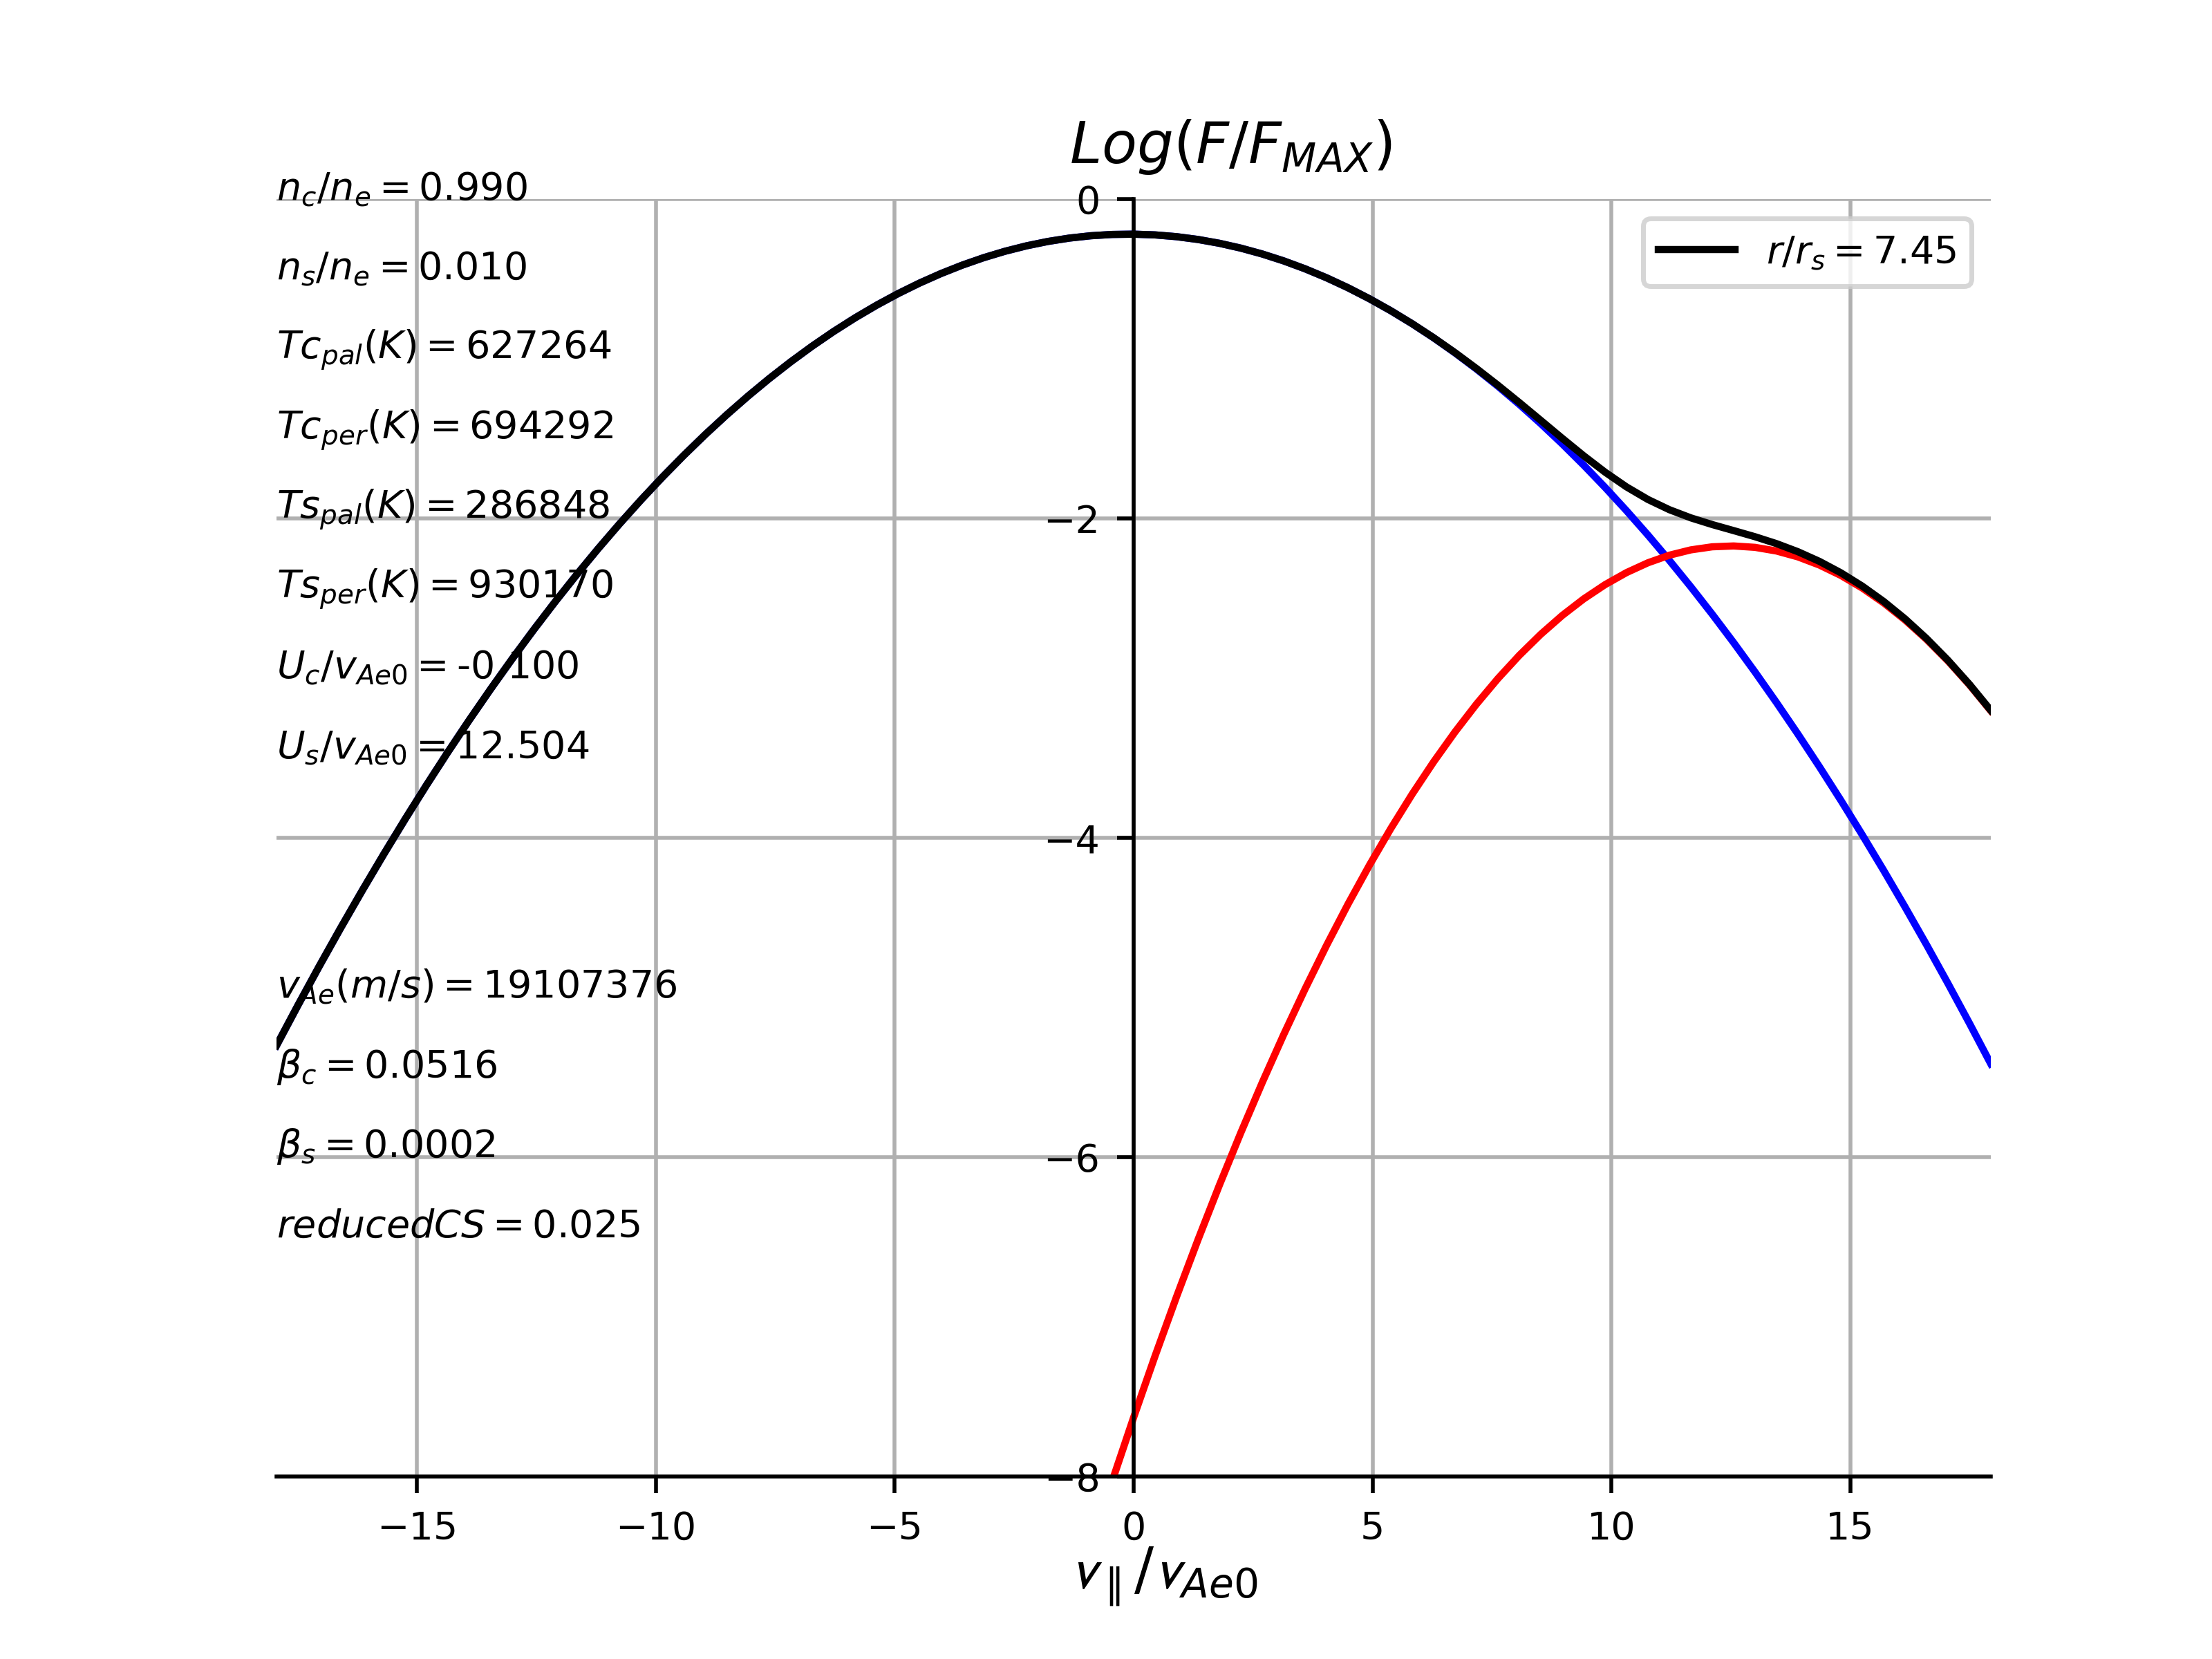 Log(F/F_MAX)
n_c/n_e = 0.990
n_s/n_e = 0.010
Tc_pal(K) = 627264
Tc_per(K) = 694292
Ts_pal(K) = 286848
Ts_per(K) = 930170
U_c/v_Ae0 = -0.100
U_s/v_Ae0 = 12.504
v_Ae(m/s) = 19107376
β_c = 0.0516
β_s = 0.0002
reducedCS = 0.025
r/r_s = 7.45
0
−2
−4
−6
−8
−15 −10 −5 0 5 10 15
v_∥/v_Ae0